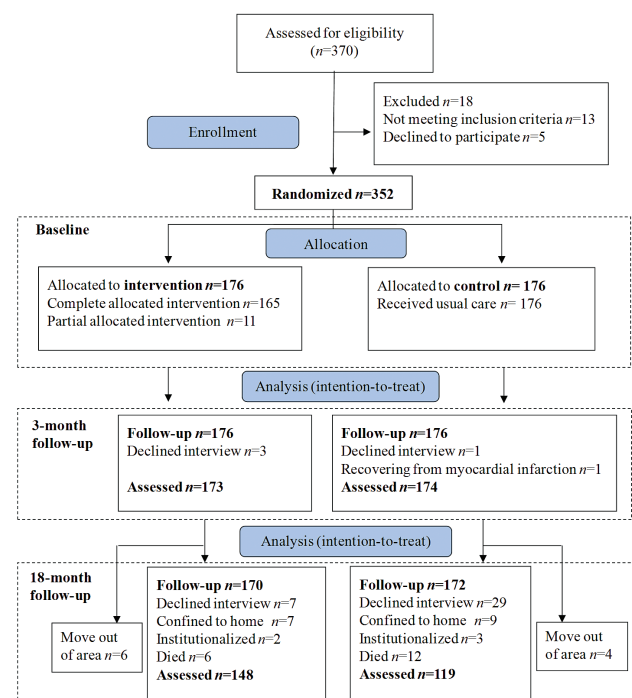 Assessed for eligibility
(n=370)
Excluded n=18
Not meeting inclusion criteria n=13
Declined to participate n=5
Enrollment
Randomized n=352
Baseline
Allocation
Allocated to intervention n=176
Complete allocated intervention n=165
Partial allocated intervention n=11
Allocated to control n= 176
Received usual care n= 176
Analysis (intention-to-treat)
3-month
follow-up
Follow-up n=176
Declined interview n=3
Assessed n=173
Follow-up n=176
Declined interview n=1
Recovering from myocardial infarction n=1
Assessed n=174
Analysis (intention-to-treat)
18-month
follow-up
Move out
of area n=6
Follow-up n=170
Declined interview n=7
Confined to home n=7
Institutionalized n=2
Died n=6
Assessed n=148
Follow-up n=172
Declined interview n=29
Confined to home n=9
Institutionalized n=3
Died n=12
Assessed n=119
Move out
of area n=4